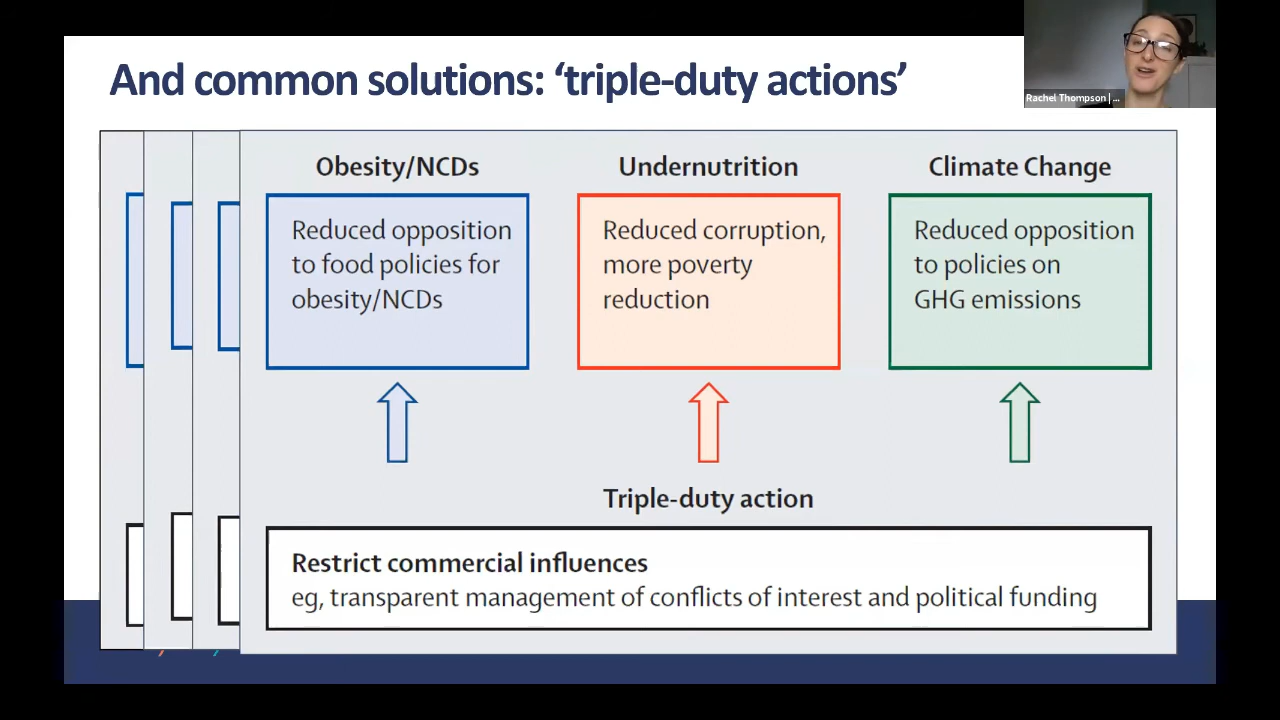 And common solutions: ‘triple-duty actions’
Rachel Thompson | ...
Obesity/NCDs
Reduced opposition
to food policies for
obesity/NCDs
Undernutrition
Reduced corruption,
more poverty
reduction
Climate Change
Reduced opposition
to policies on
GHG emissions
Triple-duty action
Restrict commercial influences
eg, transparent management of conflicts of interest and political funding